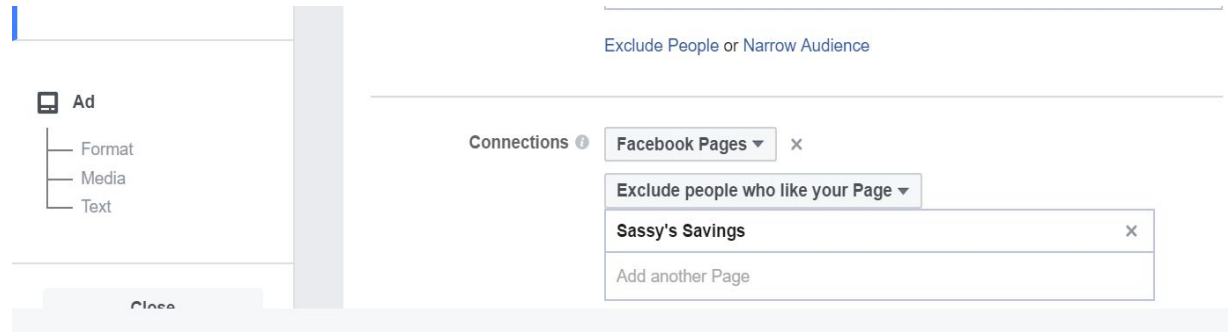 Exclude People or Narrow Audience
Ad
Format
Media
Text
Close
Connections
Facebook Pages
Exclude people who like your Page
Sassy's Savings
Add another Page